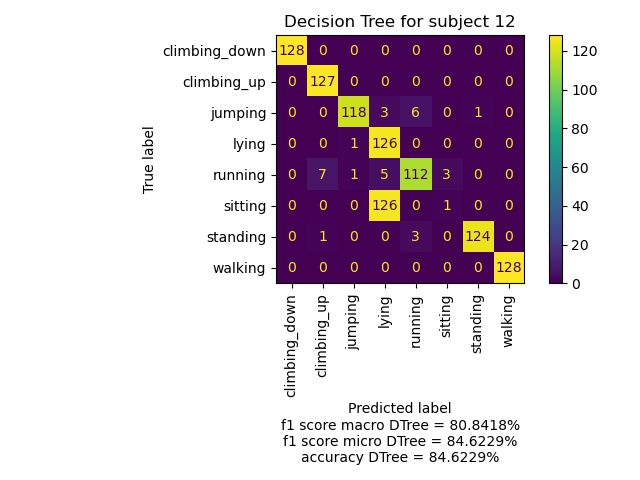 Decision Tree for subject 12
climbing_down 128 0 0 0 0 0 0 0
climbing_up 0 127 0 0 0 0 0 0
jumping 0 0 118 3 6 0 1 0
lying 0 0 1 126 0 0 0 0
running 0 7 1 5 112 3 0 0
sitting 0 0 0 126 0 1 0 0
standing 0 1 0 0 3 0 124 0
walking 0 0 0 0 0 0 0 128
True label
climbing_down
climbing_up
jumping
lying
running
sitting
standing
walking
120
100
80
60
40
20
0
Predicted label
f1 score macro DTree = 80.8418%
f1 score micro DTree = 84.6229%
accuracy DTree = 84.6229%